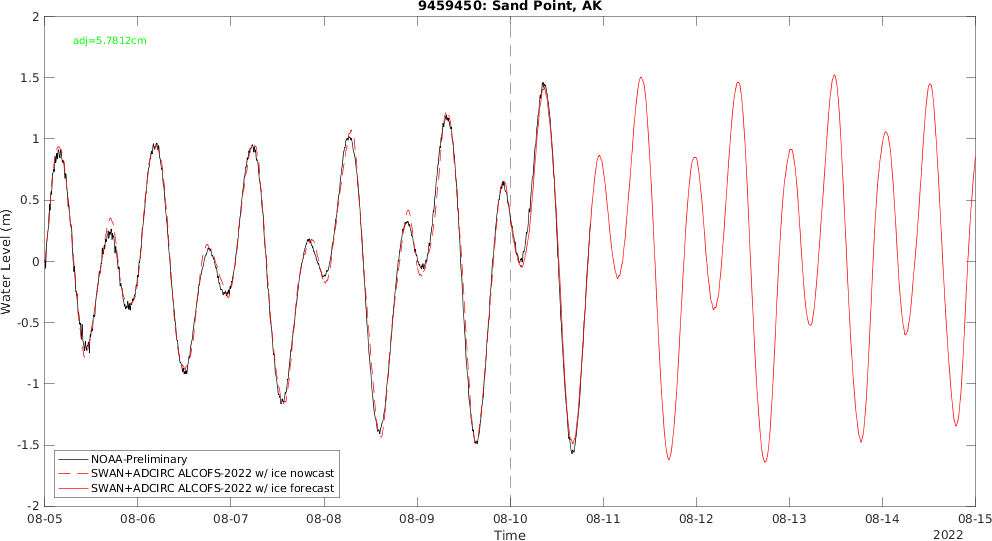 9459450: Sand Point, AK
2
adj=5.7812cm
1.5
1
0.5
0
-0.5
-1
-1.5
-2
Water Level (m)
NOAA-Preliminary
SWAN+ADCIRC ALCOFS-2022 w/ ice nowcast
SWAN+ADCIRC ALCOFS-2022 w/ ice forecast
08-05 08-06 08-07 08-08 08-09 08-10 08-11 08-12 08-13 08-14 08-15
Time
2022